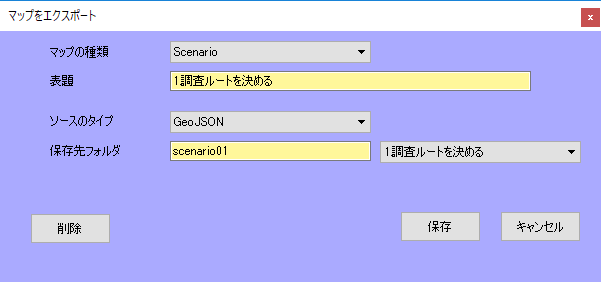 マップをエクスポート
x
マップの種類 Scenario
表題 1.調査ルートを決める
ソースのタイプ GeoJSON
保存先フォルダ scenario01 1.調査ルートを決める
削除 保存 キャンセル